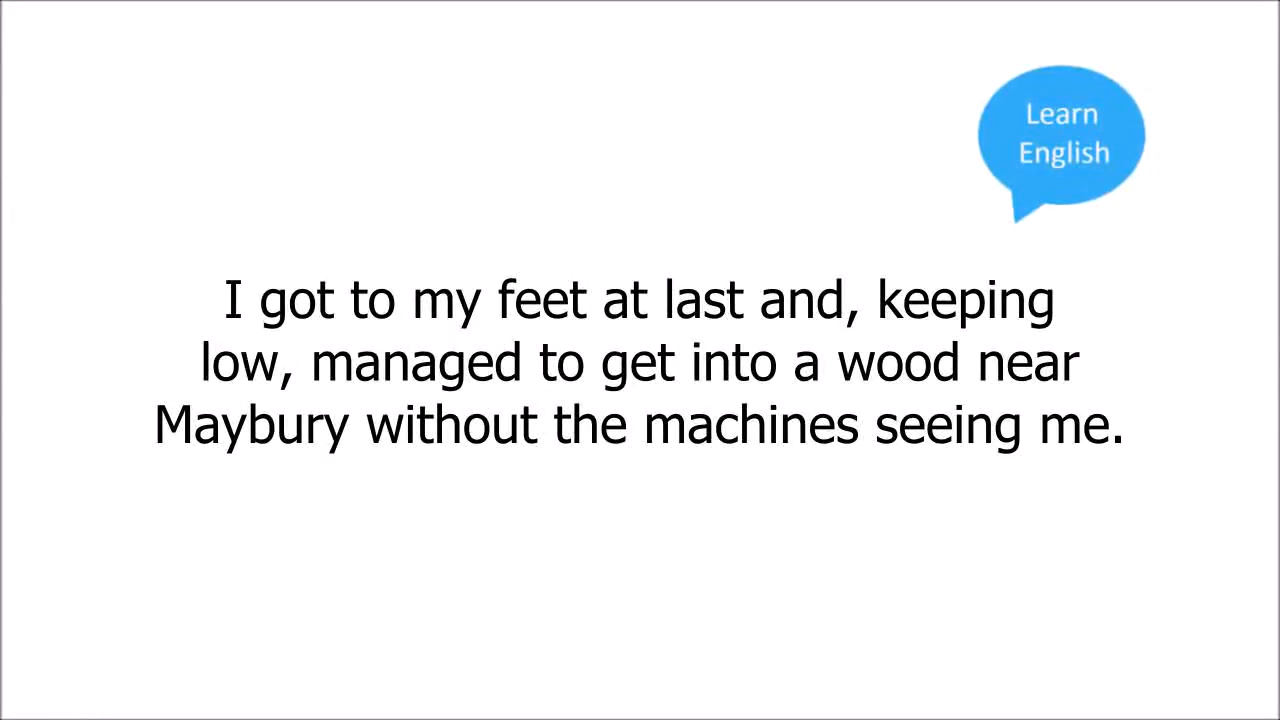 Learn
English
I got to my feet at last and, keeping
low, managed to get into a wood near
Maybury without the machines seeing me.